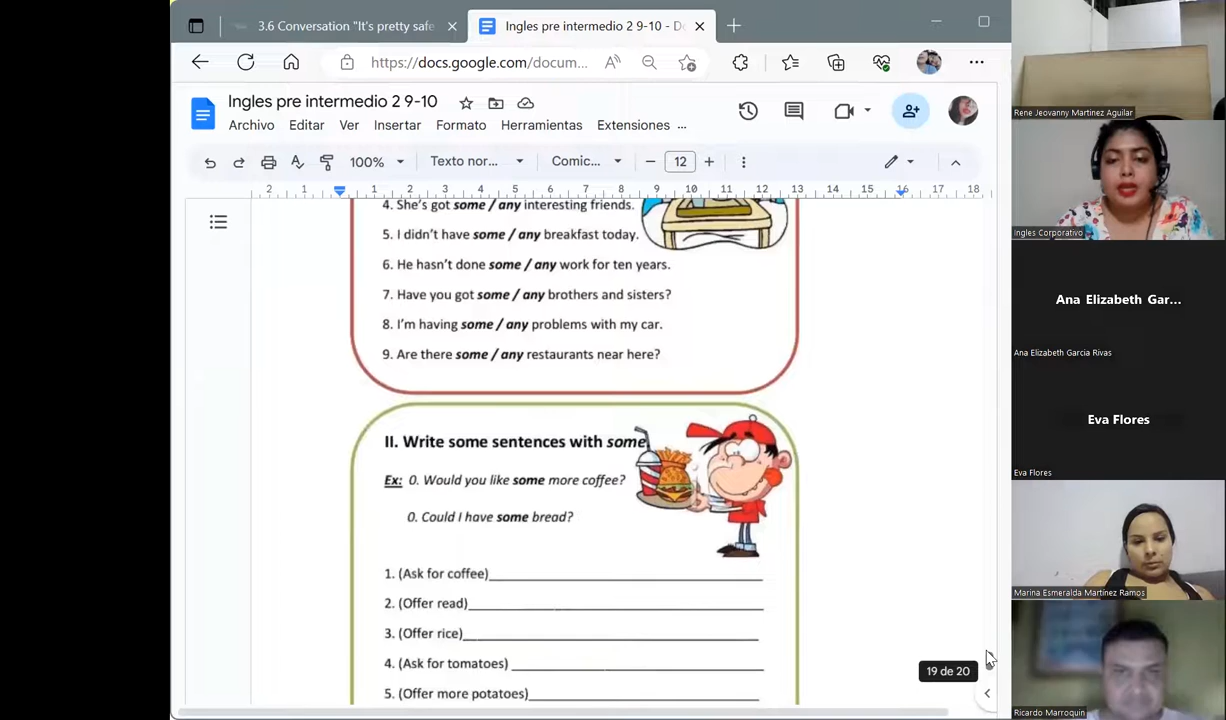 3.6 Conversation "It's pretty safe
Ingles pre intermedio 2 9-10 - D
https://docs.google.com/docum...
Ingles pre intermedio 2 9-10
Archivo Editar Ver Insertar Formato Herramientas Extensiones ...
100% Texto nor... Comic... 12
2 1 1 2 3 4 5 6 7 8 9 10 11 12 13 14 15 16 17 18
4. She's got some / any interesting friends.
5. I didn't have some / any breakfast today.
6. He hasn't done some / any work for ten years.
7. Have you got some / any brothers and sisters?
8. I'm having some / any problems with my car.
9. Are there some / any restaurants near here?
II. Write some sentences with some
Ex: 0. Would you like some more coffee?
0. Could I have some bread?
1. (Ask for coffee)
2. (Offer read)
3. (Offer rice)
4. (Ask for tomatoes)
5. (Offer more potatoes)
19 de 20
Rene Jeovanny Martinez Aguilar
Ingles Corporativo
Ana Elizabeth Gar...
Ana Elizabeth Garcia Rivas
Eva Flores
Eva Flores
Marina Esmeralda Martinez Ramos
Ricardo Marroquin